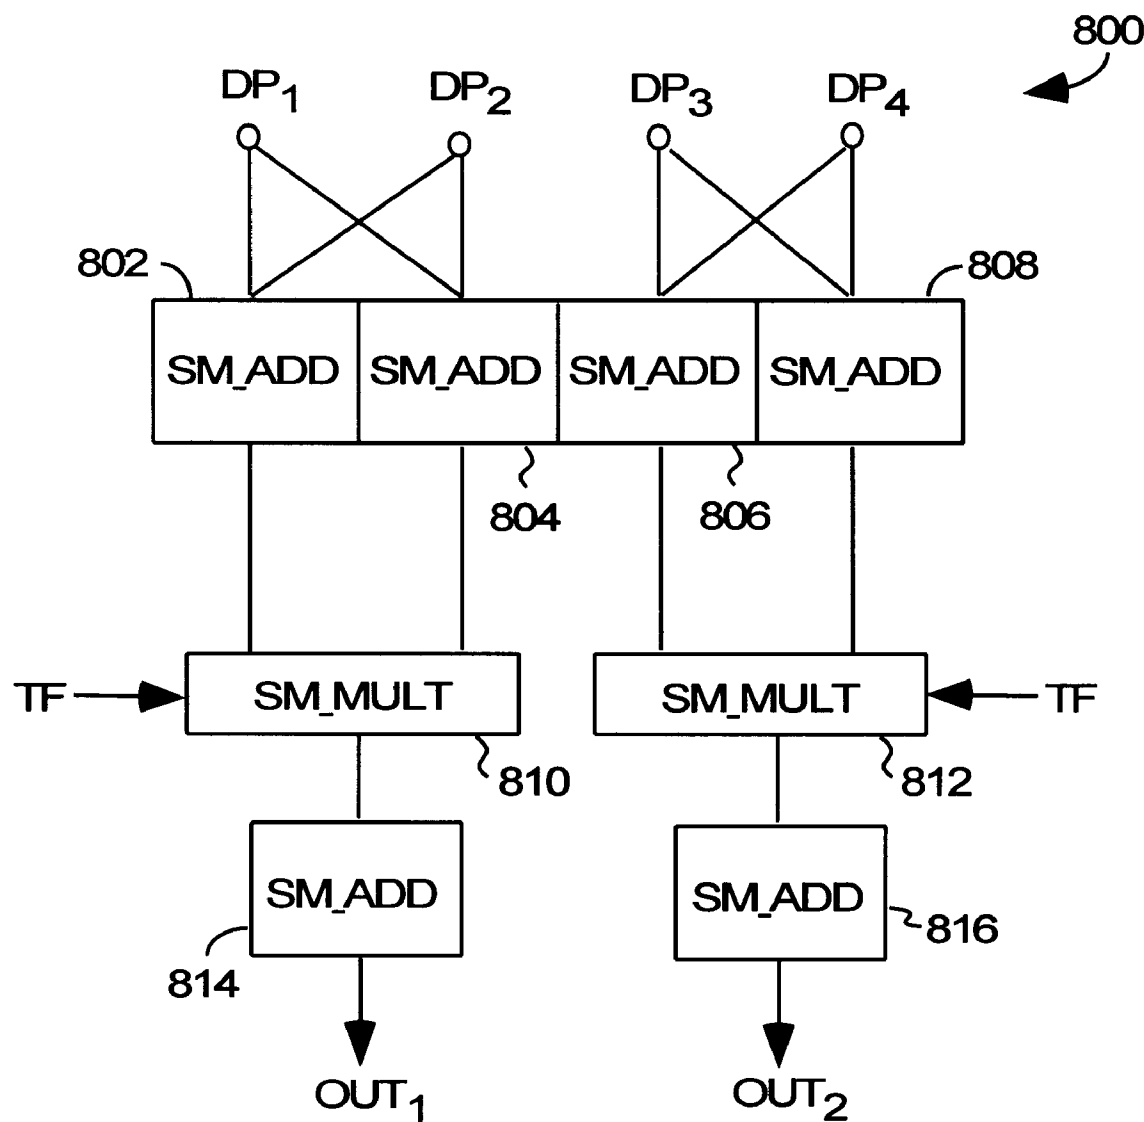 800
DP1 DP2 DP3 DP4
802 808
SM_ADD SM_ADD SM_ADD SM_ADD
804 806
TF SM_MULT SM_MULT TF
810 812
SM_ADD SM_ADD
814 816
OUT1 OUT2